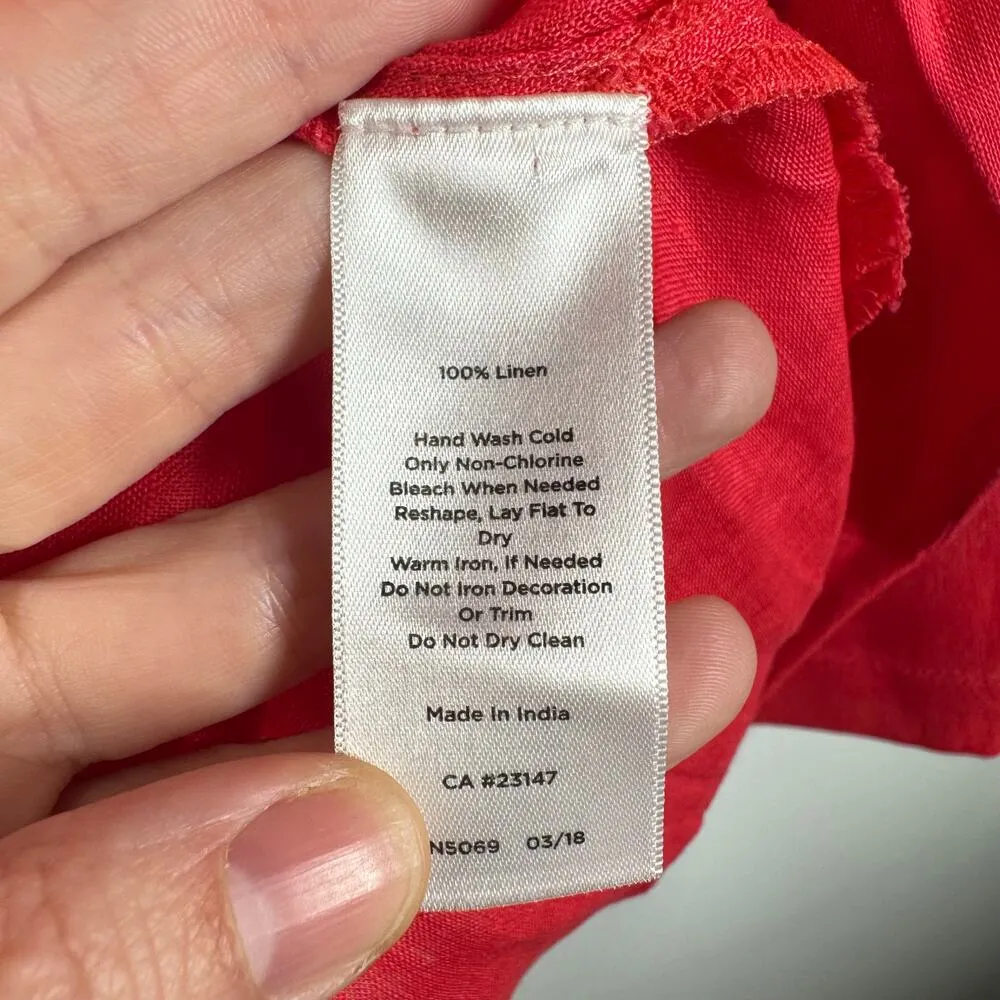 100% Linen
Hand Wash Cold
Only Non-Chlorine
Bleach When Needed
Reshape, Lay Flat To
Dry
Warm Iron, If Needed
Do Not Iron Decoration
Or Trim
Do Not Dry Clean
Made In India
CA #23147
N5069 03/18